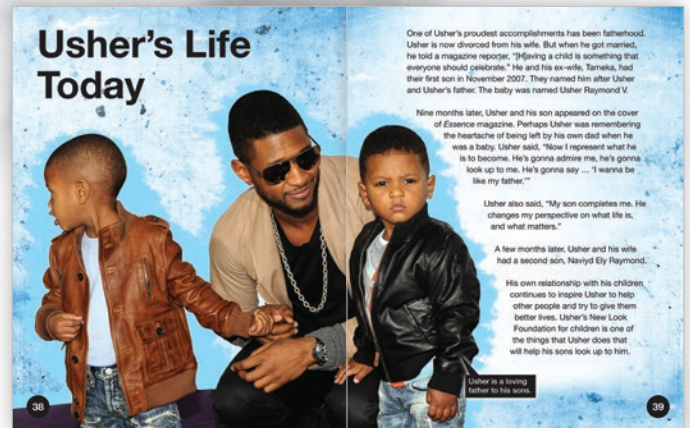 Usher's Life
Today
One of Usher's proudest accomplishments has been fatherhood.
Usher is now divorced from his wife. But when he got married,
he told a magazine reporter, "[H]aving a child is something that
everyone should celebrate." He and his ex-wife, Tameka, had
their first son in November 2007. They named him after Usher
and Usher's father. The baby was named Usher Raymond V.
Nine months later, Usher and his son appeared on the cover
of Essence magazine. Perhaps Usher was remembering
the heartache of being left by his own dad when he
was a baby. Usher said, "Now I represent what he
is to become. He's gonna admire me, he's gonna
look up to me. He's gonna say ... 'I wanna be
like my father.'"
Usher also said, "My son completes me. He
changes my perspective on what life is,
and what matters."
A few months later, Usher and his wife
had a second son, Naviyd Ely Raymond.
His own relationship with his children
continues to inspire Usher to help
other people and try to give them
better lives. Usher's New Look
Foundation for children is one of
the things that Usher does that
will help his sons look up to him.
Usher is a loving
father to his sons.
38
39